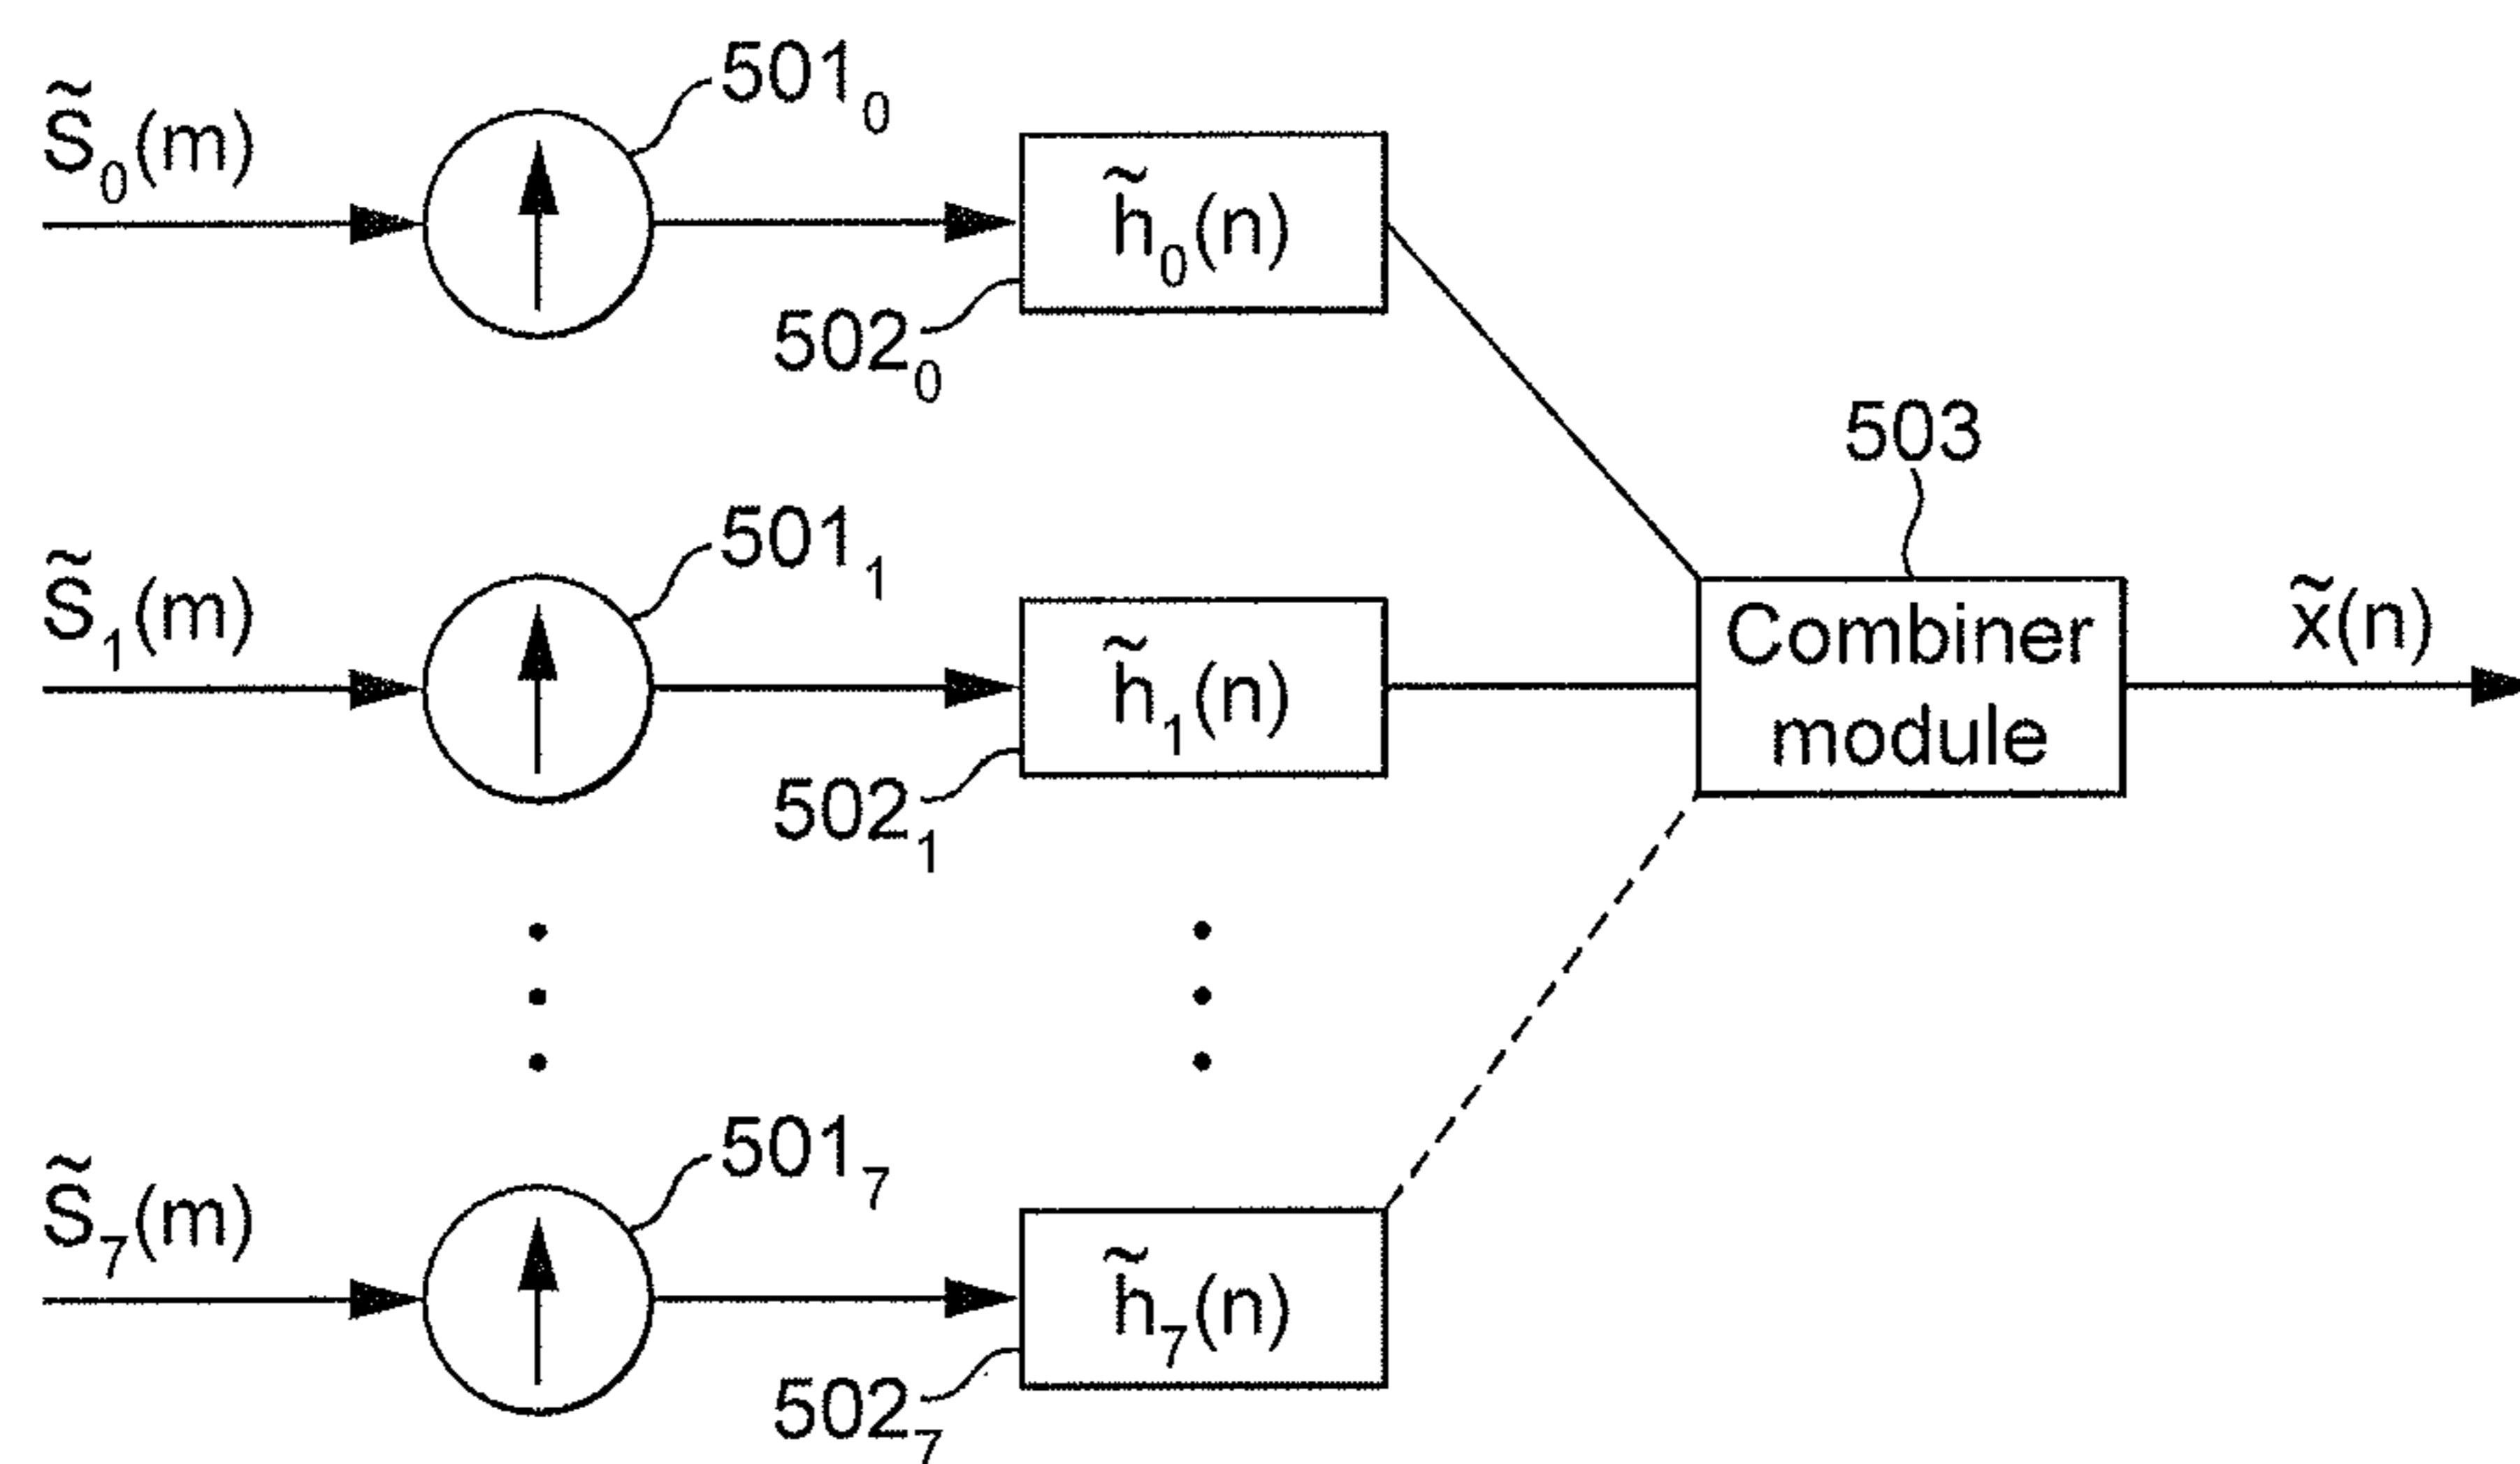 S̃₀(m)
501₀
h̃₀(n)
502₀
503
S̃₁(m)
501₁
h̃₁(n)
502₁
Combiner
module
x̃(n)
S̃₇(m)
501₇
h̃₇(n)
502₇